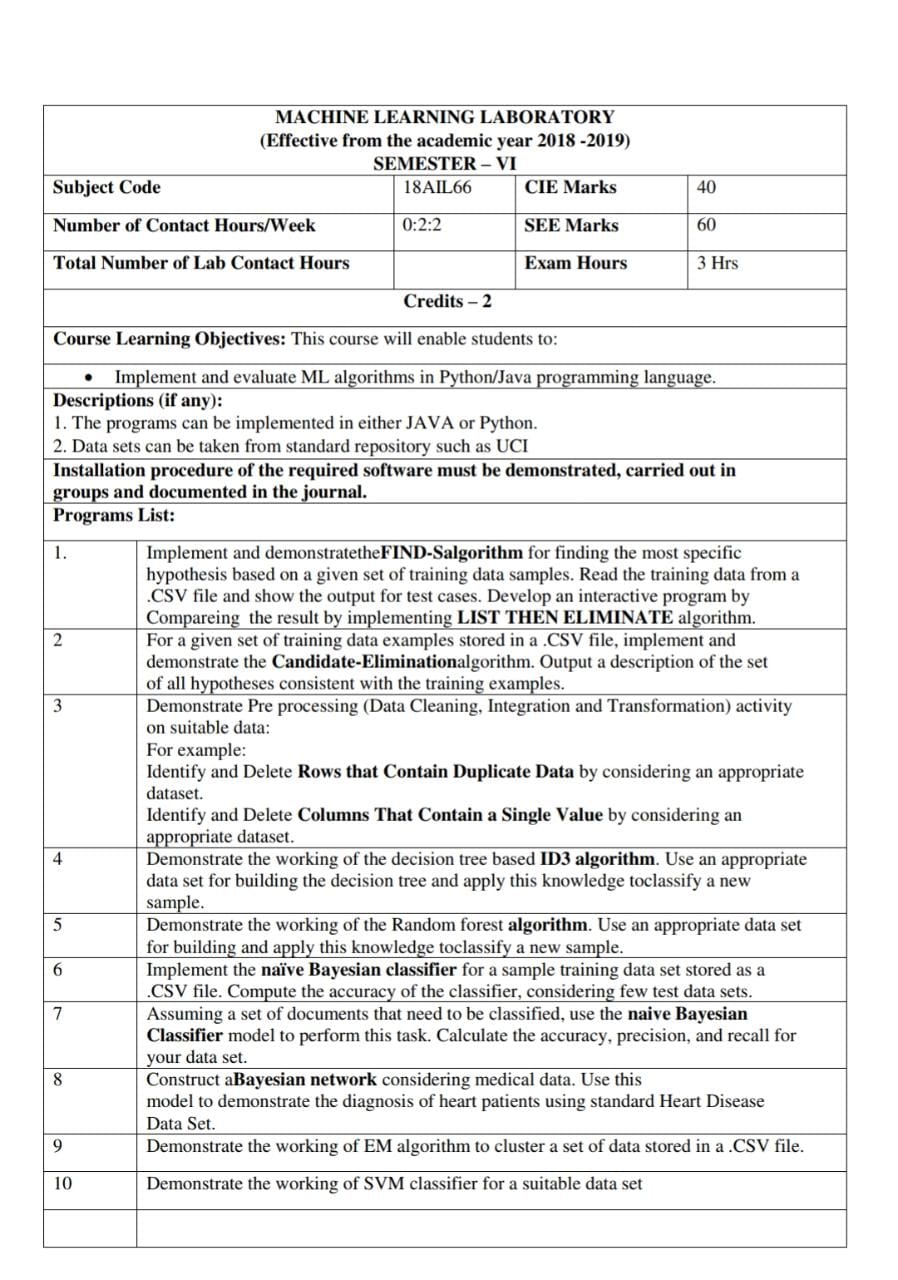 MACHINE LEARNING LABORATORY
(Effective from the academic year 2018 -2019)
SEMESTER – VI
Subject Code 18AIL66 CIE Marks 40
Number of Contact Hours/Week 0:2:2 SEE Marks 60
Total Number of Lab Contact Hours Exam Hours 3 Hrs
Credits – 2
Course Learning Objectives: This course will enable students to:
• Implement and evaluate ML algorithms in Python/Java programming language.
Descriptions (if any):
1. The programs can be implemented in either JAVA or Python.
2. Data sets can be taken from standard repository such as UCI
Installation procedure of the required software must be demonstrated, carried out in
groups and documented in the journal.
Programs List:
1. Implement and demonstratetheFIND-Salgorithm for finding the most specific
hypothesis based on a given set of training data samples. Read the training data from a
.CSV file and show the output for test cases. Develop an interactive program by
Compareing the result by implementing LIST THEN ELIMINATE algorithm.
2 For a given set of training data examples stored in a .CSV file, implement and
demonstrate the Candidate-Eliminationalgorithm. Output a description of the set
of all hypotheses consistent with the training examples.
3 Demonstrate Pre processing (Data Cleaning, Integration and Transformation) activity
on suitable data:
For example:
Identify and Delete Rows that Contain Duplicate Data by considering an appropriate
dataset.
Identify and Delete Columns That Contain a Single Value by considering an
appropriate dataset.
4 Demonstrate the working of the decision tree based ID3 algorithm. Use an appropriate
data set for building the decision tree and apply this knowledge toclassify a new
sample.
5 Demonstrate the working of the Random forest algorithm. Use an appropriate data set
for building and apply this knowledge toclassify a new sample.
6 Implement the naïve Bayesian classifier for a sample training data set stored as a
.CSV file. Compute the accuracy of the classifier, considering few test data sets.
7 Assuming a set of documents that need to be classified, use the naive Bayesian
Classifier model to perform this task. Calculate the accuracy, precision, and recall for
your data set.
8 Construct aBayesian network considering medical data. Use this
model to demonstrate the diagnosis of heart patients using standard Heart Disease
Data Set.
9 Demonstrate the working of EM algorithm to cluster a set of data stored in a .CSV file.
10 Demonstrate the working of SVM classifier for a suitable data set